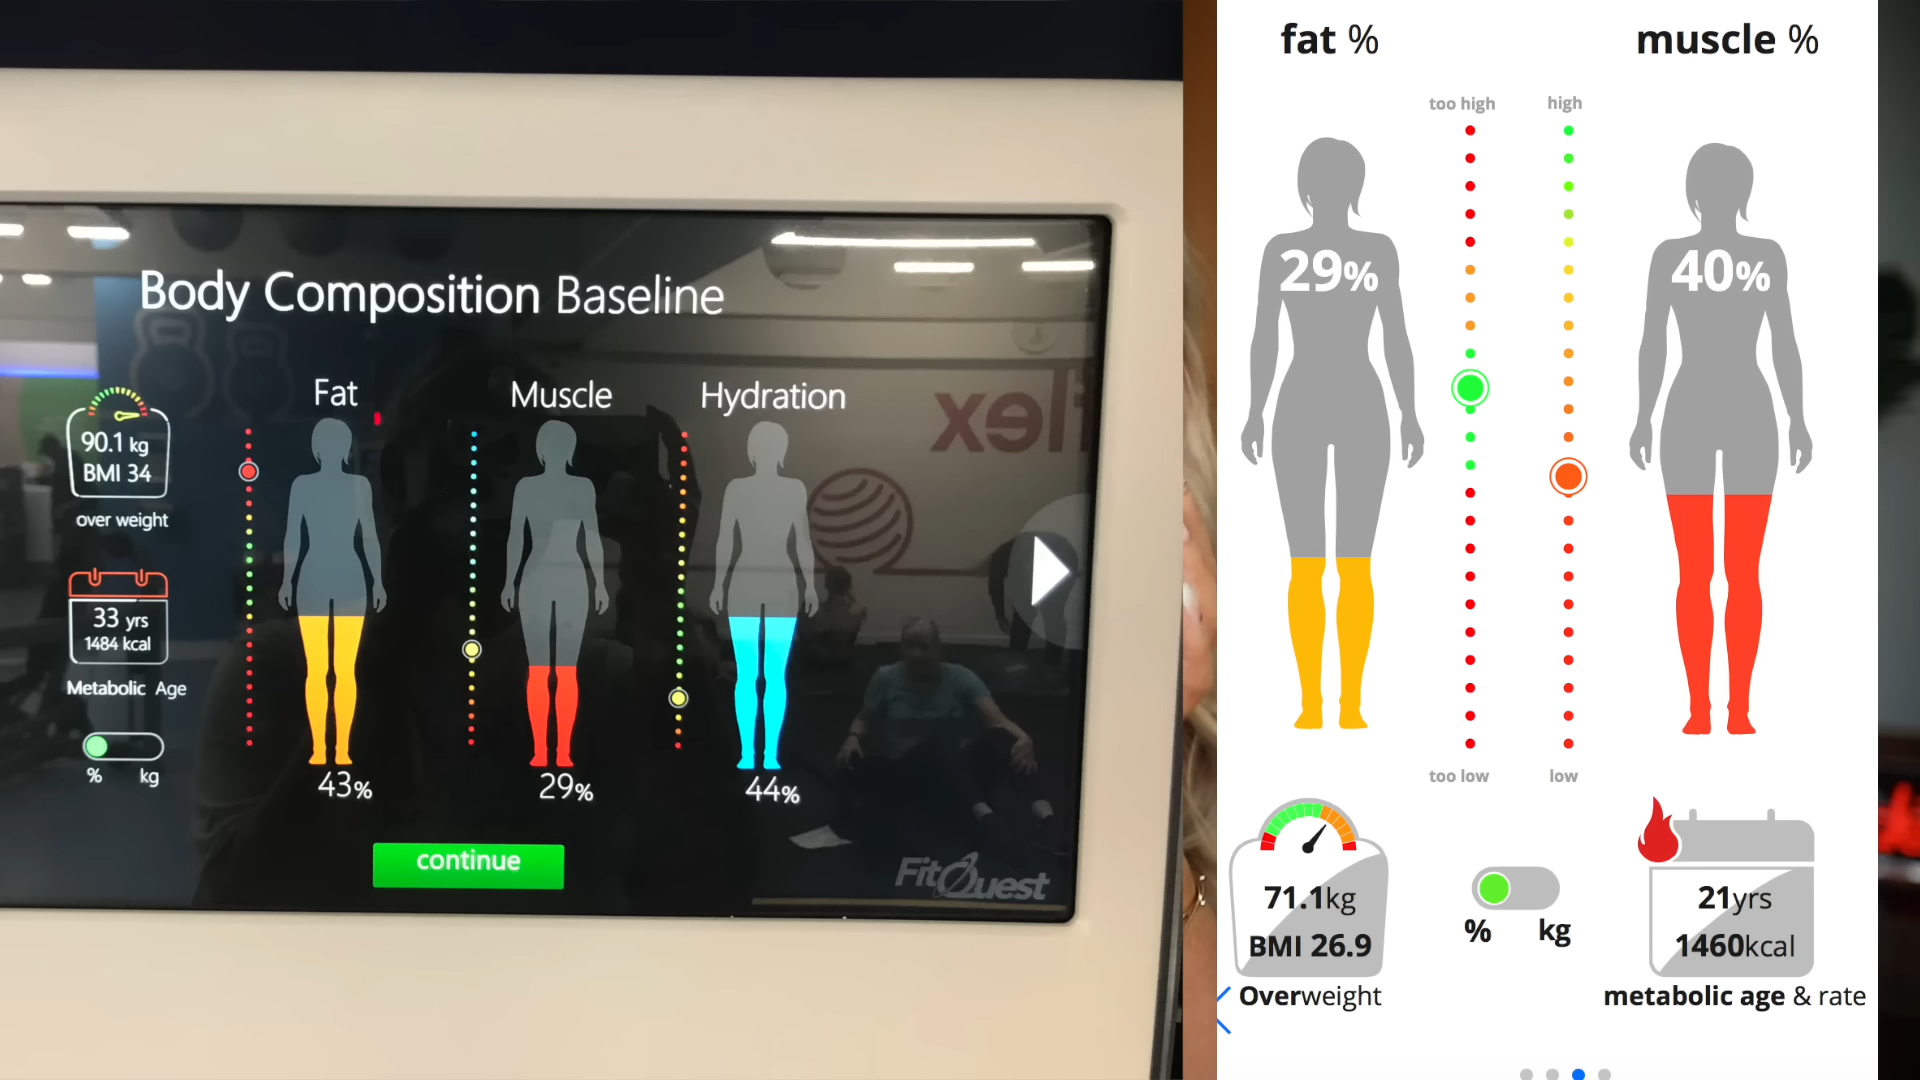 Body Composition Baseline
Fat
Muscle
Hydration
90.1 kg
BMI 34
over weight
33 yrs
1484 kcal
Metabolic Age
% kg
43%
29%
44%
continue
FitQuest
flex
fat %
muscle %
too high
high
29%
40%
too low
low
71.1kg
BMI 26.9
Overweight
% kg
21yrs
1460kcal
metabolic age & rate